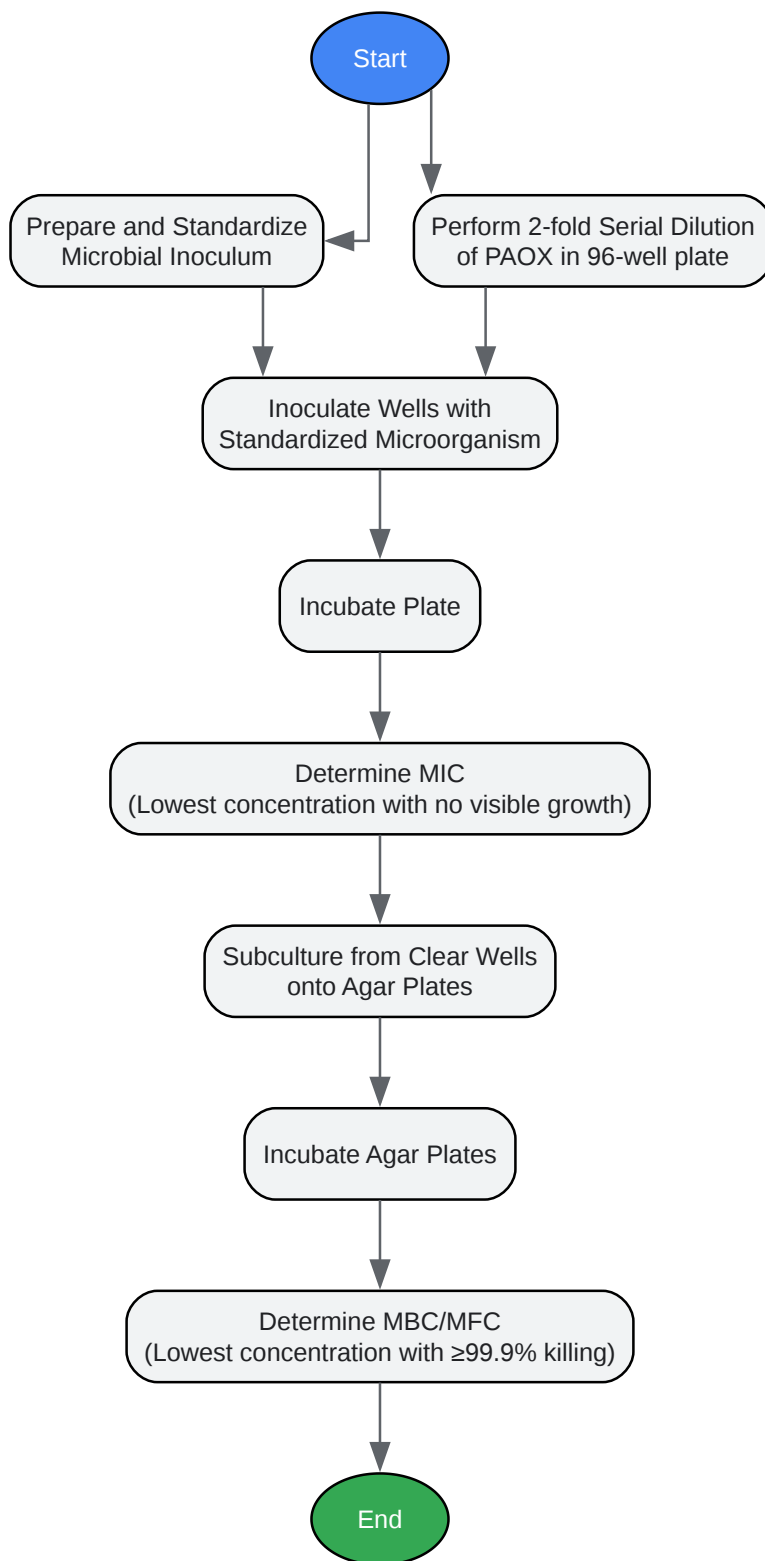 Start
Prepare and Standardize
Microbial Inoculum
Perform 2-fold Serial Dilution
of PAOX in 96-well plate
Inoculate Wells with
Standardized Microorganism
Incubate Plate
Determine MIC
(Lowest concentration with no visible growth)
Subculture from Clear Wells
onto Agar Plates
Incubate Agar Plates
Determine MBC/MFC
(Lowest concentration with ≥99.9% killing)
End